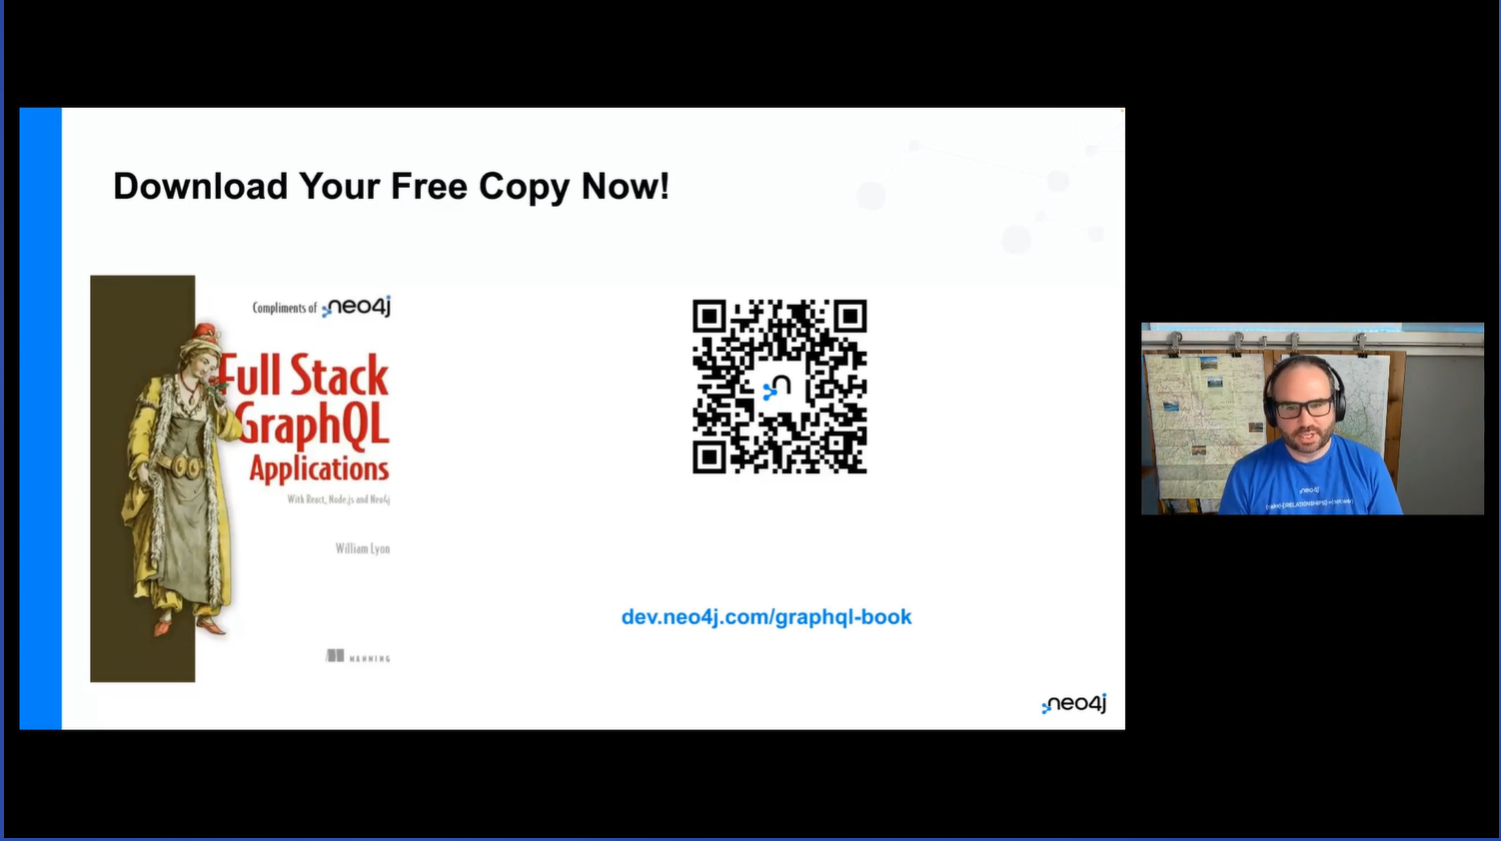 Download Your Free Copy Now!
Compliments of neo4j
Full Stack
GraphQL
Applications
With React, Node.js and Neo4j
William Lyon
MANNING
dev.neo4j.com/graphql-book
neo4j
neo4j